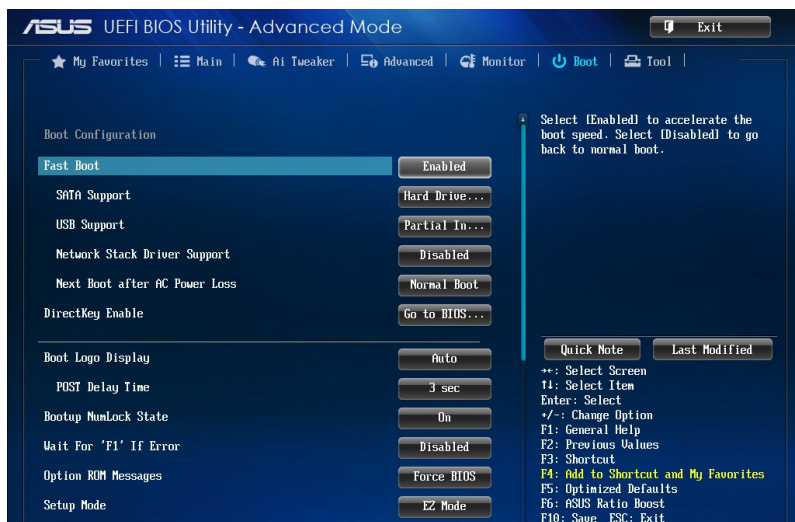 ASUS UEFI BIOS Utility - Advanced Mode
Exit
My Favorites | Main | Ai Tweaker | Advanced | Monitor | Boot | Tool |
Boot Configuration
Fast Boot Enabled
SATA Support Hard Drive...
USB Support Partial In...
Network Stack Driver Support Disabled
Next Boot after AC Power Loss Normal Boot
DirectKey Enable Go to BIOS...
Boot Logo Display Auto
POST Delay Time 3 sec
Bootup NumLock State On
Wait For 'F1' If Error Disabled
Option ROM Messages Force BIOS
Setup Mode EZ Mode
Select [Enabled] to accelerate the
boot speed. Select [Disabled] to go
back to normal boot.
Quick Note Last Modified
→←: Select Screen
↑↓: Select Item
Enter: Select
+/-: Change Option
F1: General Help
F2: Previous Values
F3: Shortcut
F4: Add to Shortcut and My Favorites
F5: Optimized Defaults
F6: ASUS Ratio Boost
F10: Save ESC: Exit